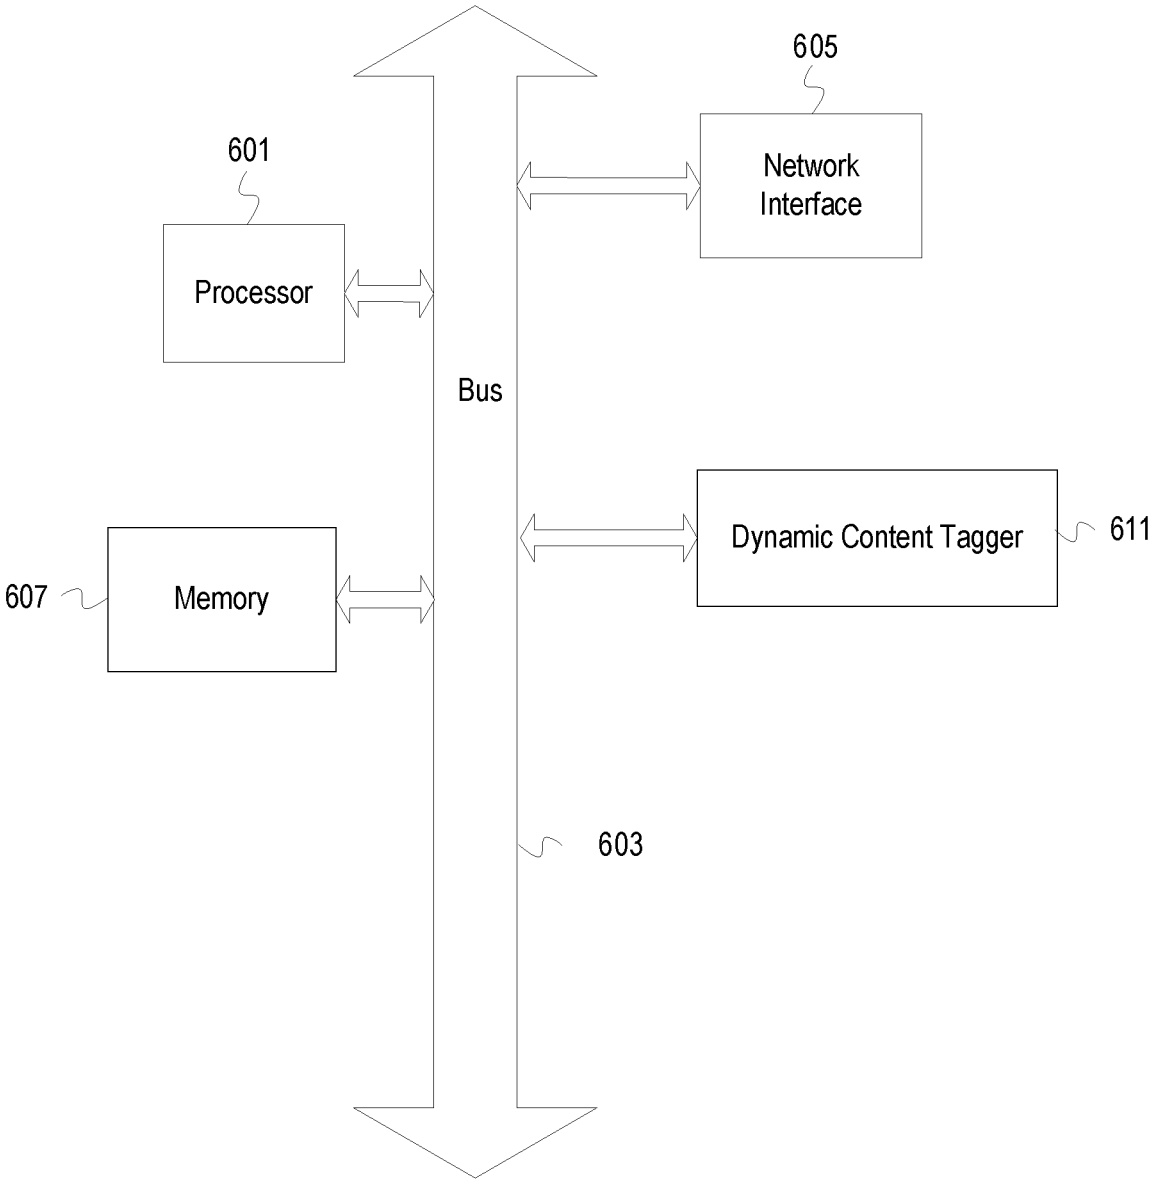 605
Network
Interface
601
Processor
Bus
Dynamic Content Tagger
611
607
Memory
603